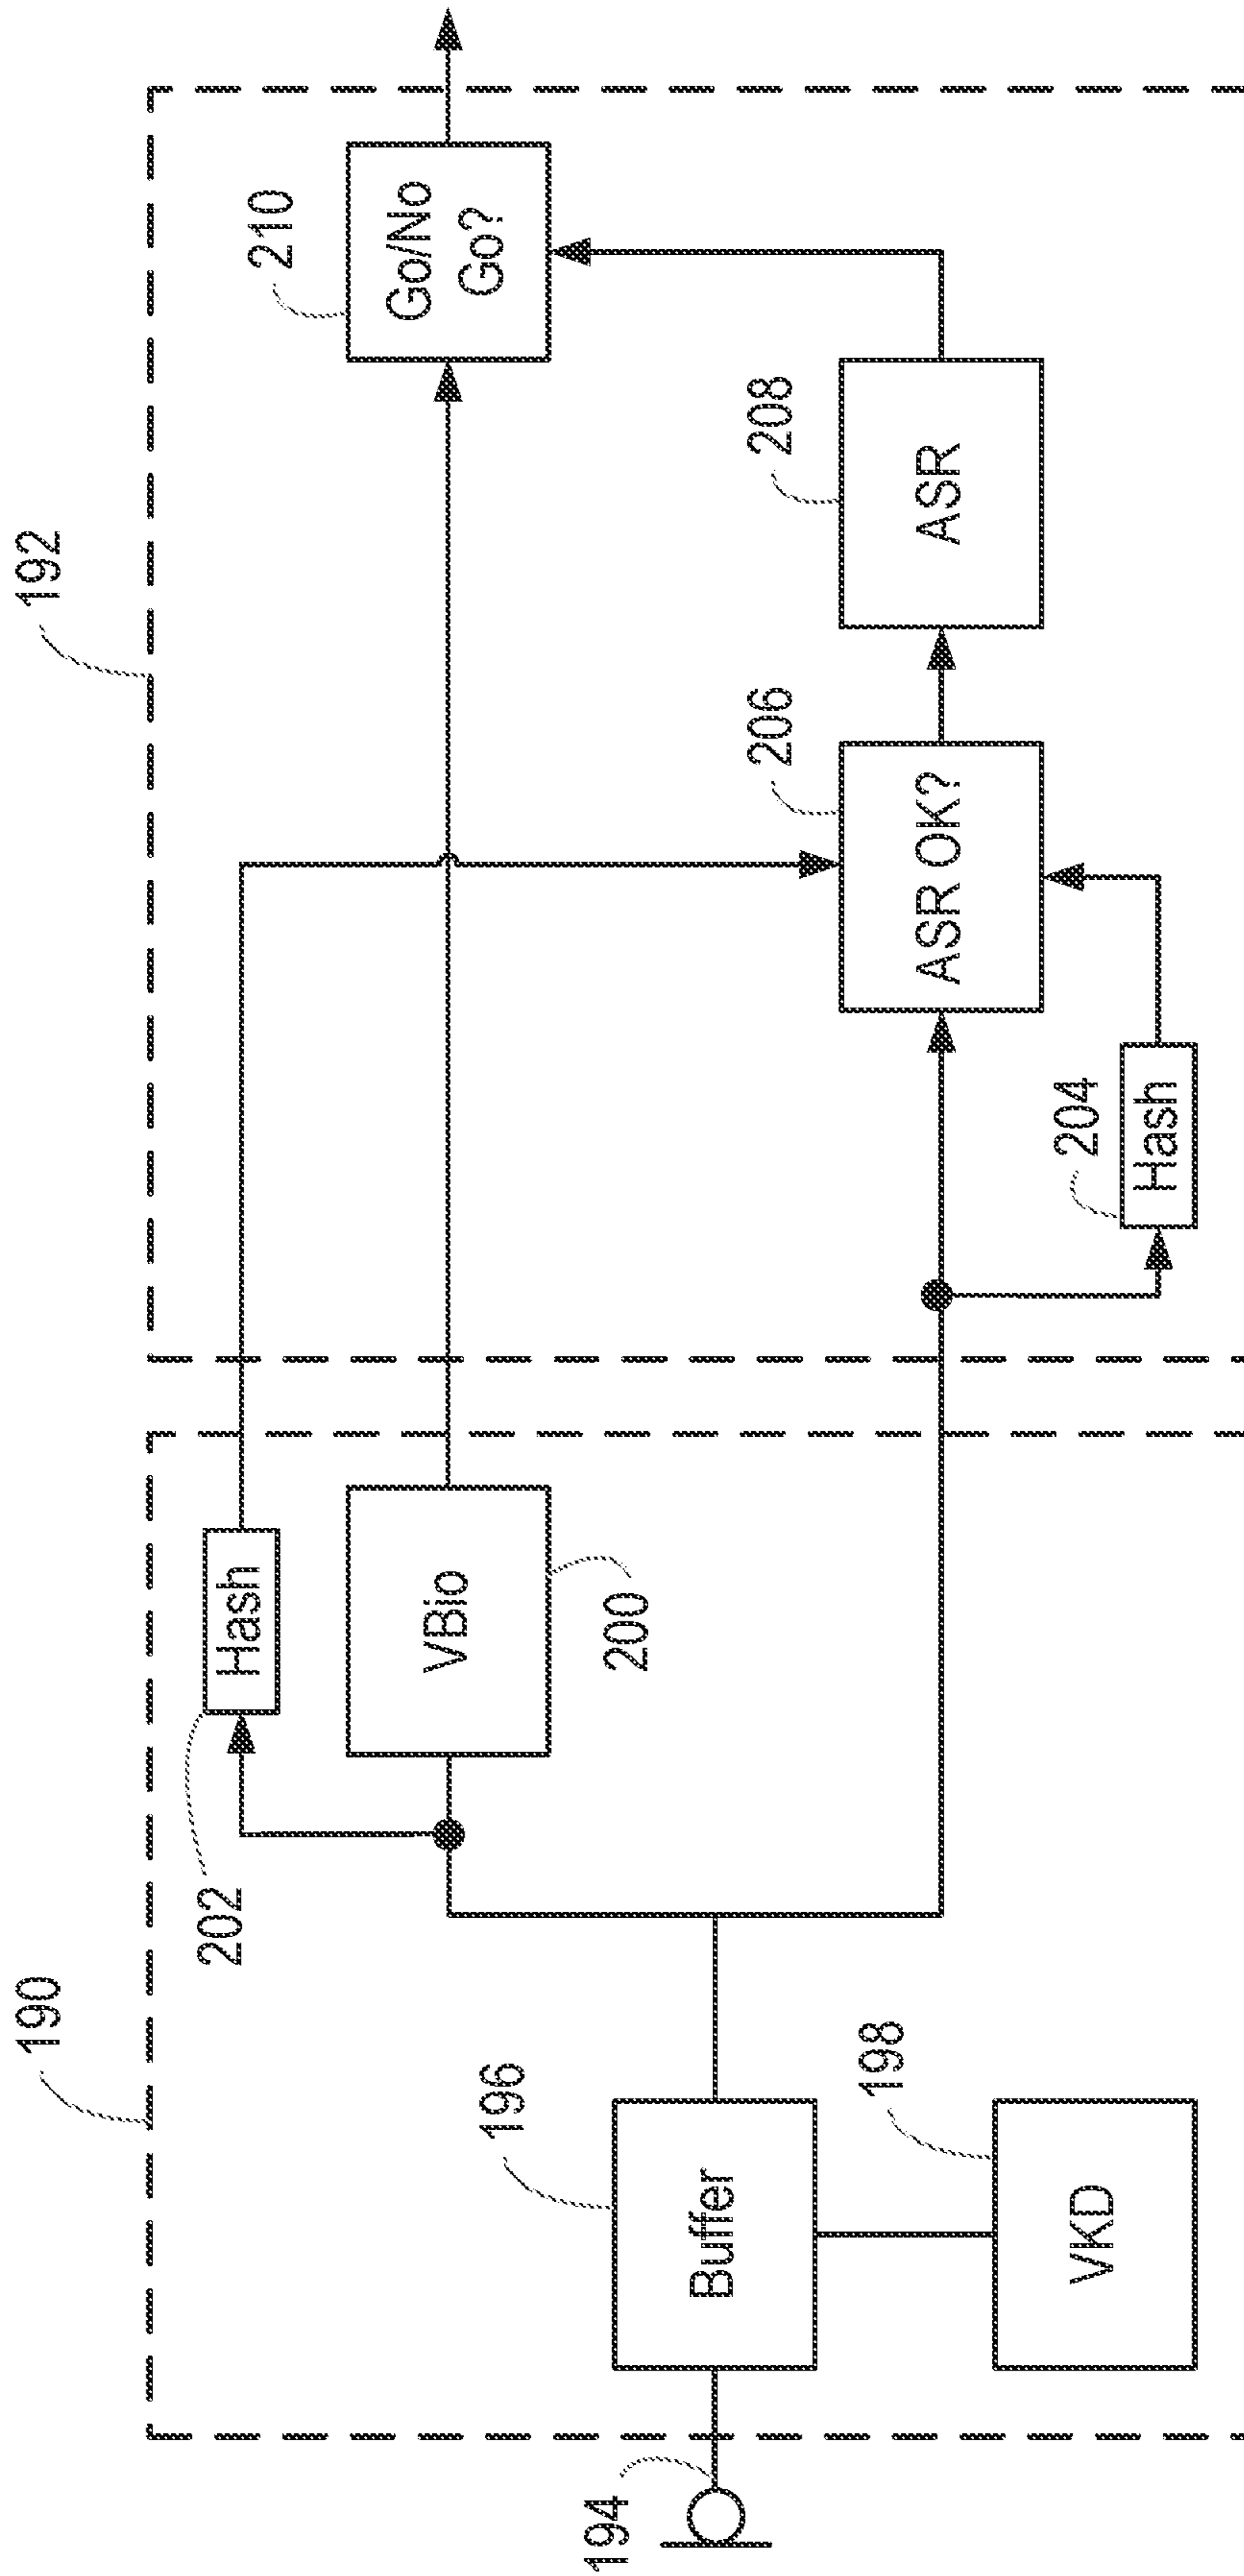 190
192
202
Hash
210
VBio
200
Go/No
Go?
194
196
Buffer
198
VKD
206
ASR OK?
208
ASR
204
Hash